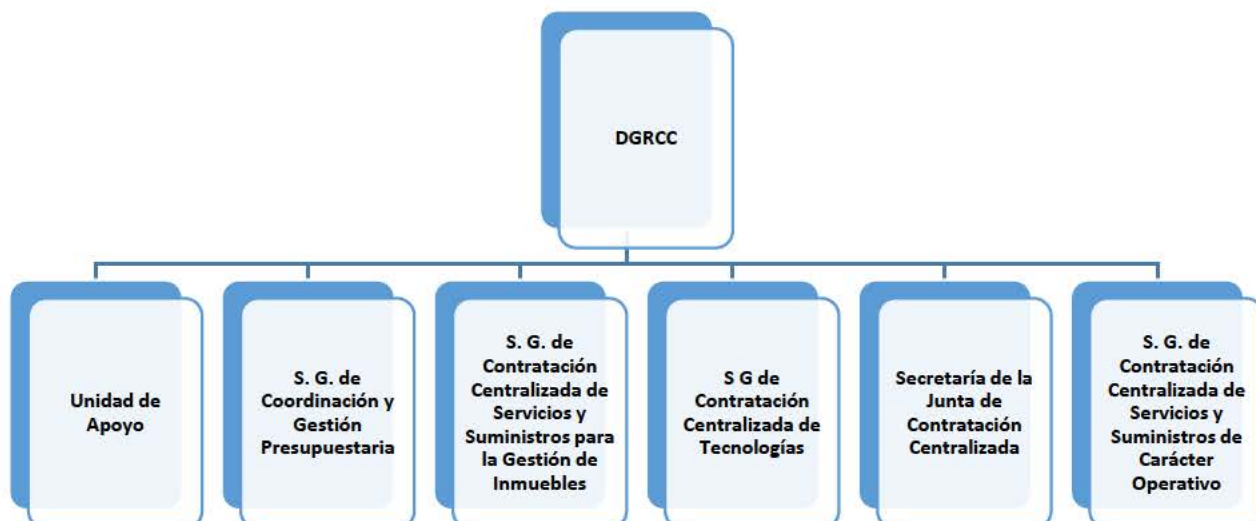 DGRCC
Unidad de
Apoyo
S. G. de
Coordinación y
Gestión
Presupuestaria
S. G. de
Contratación
Centralizada de
Servicios y
Suministros para
la Gestión de
Inmuebles
S G de
Contratación
Centralizada de
Tecnologías
Secretaría de la
Junta de
Contratación
Centralizada
S. G. de
Contratación
Centralizada de
Servicios y
Suministros de
Carácter
Operativo